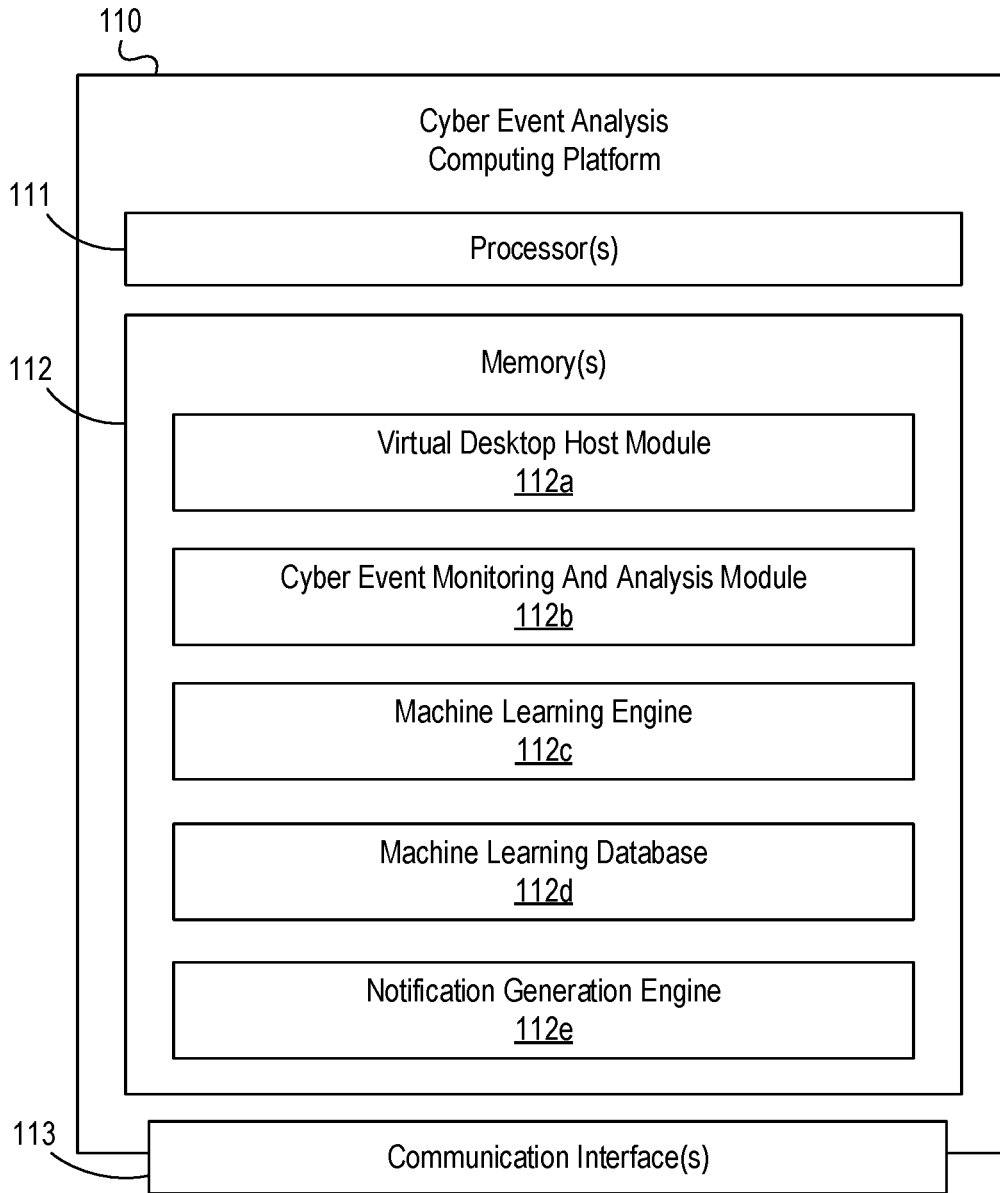 110
Cyber Event Analysis
Computing Platform
111
Processor(s)
112
Memory(s)
Virtual Desktop Host Module
112a
Cyber Event Monitoring And Analysis Module
112b
Machine Learning Engine
112c
Machine Learning Database
112d
Notification Generation Engine
112e
113
Communication Interface(s)